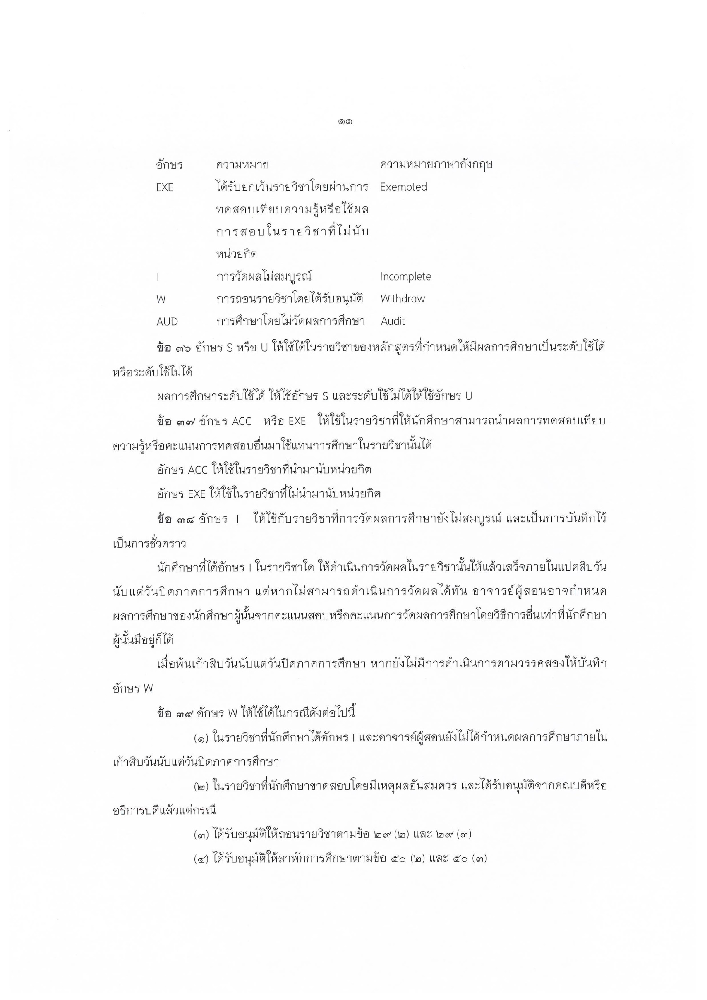 ๑๑
อักษร ความหมาย ความหมายภาษาอังกฤษ
EXE ได้รับยกเว้นรายวิชาโดยผ่านการ Exempted
ทดสอบเทียบความรู้หรือใช้ผล
การสอบในรายวิชาที่ไม่นับ
หน่วยกิต
I การวัดผลไม่สมบูรณ์ Incomplete
W การถอนรายวิชาโดยได้รับอนุมัติ Withdraw
AUD การศึกษาโดยไม่วัดผลการศึกษา Audit
ข้อ ๓๖ อักษร S หรือ U ให้ใช้ได้ในรายวิชาของหลักสูตรที่กำหนดให้มีผลการศึกษาเป็นระดับใช้ได้
หรือระดับใช้ไม่ได้
ผลการศึกษาระดับใช้ได้ ให้ใช้อักษร S และระดับใช้ไม่ได้ให้ใช้อักษร U
ข้อ ๓๗ อักษร ACC หรือ EXE ให้ใช้ในรายวิชาที่ให้นักศึกษาสามารถนำผลการทดสอบเทียบ
ความรู้หรือคะแนนการทดสอบอื่นมาใช้แทนการศึกษาในรายวิชานั้นได้
อักษร ACC ให้ใช้ในรายวิชาที่นำมานับหน่วยกิต
อักษร EXE ให้ใช้ในรายวิชาที่ไม่นำมานับหน่วยกิต
ข้อ ๓๘ อักษร I ให้ใช้กับรายวิชาที่การวัดผลการศึกษายังไม่สมบูรณ์ และเป็นการบันทึกไว้
เป็นการชั่วคราว
นักศึกษาที่ได้อักษร I ในรายวิชาใด ให้ดำเนินการวัดผลในรายวิชานั้นให้แล้วเสร็จภายในแปดสิบวัน
นับแต่วันปิดภาคการศึกษา แต่หากไม่สามารถดำเนินการวัดผลได้ทัน อาจารย์ผู้สอนอาจกำหนด
ผลการศึกษาของนักศึกษาผู้นั้นจากคะแนนสอบหรือคะแนนการวัดผลการศึกษาโดยวิธีการอื่นเท่าที่นักศึกษา
ผู้นั้นมีอยู่ก็ได้
เมื่อพ้นเก้าสิบวันนับแต่วันปิดภาคการศึกษา หากยังไม่มีการดำเนินการตามวรรคสองให้บันทึก
อักษร W
ข้อ ๓๙ อักษร W ให้ใช้ได้ในกรณีดังต่อไปนี้
(๑) ในรายวิชาที่นักศึกษาได้อักษร I และอาจารย์ผู้สอนยังไม่ได้กำหนดผลการศึกษาภายใน
เก้าสิบวันนับแต่วันปิดภาคการศึกษา
(๒) ในรายวิชาที่นักศึกษาขาดสอบโดยมีเหตุผลอันสมควร และได้รับอนุมัติจากคณบดีหรือ
อธิการบดีแล้วแต่กรณี
(๓) ได้รับอนุมัติให้ถอนรายวิชาตามข้อ ๒๙ (๒) และ ๒๙ (๓)
(๔) ได้รับอนุมัติให้ลาพักการศึกษาตามข้อ ๕๐ (๒) และ ๕๐ (๓)